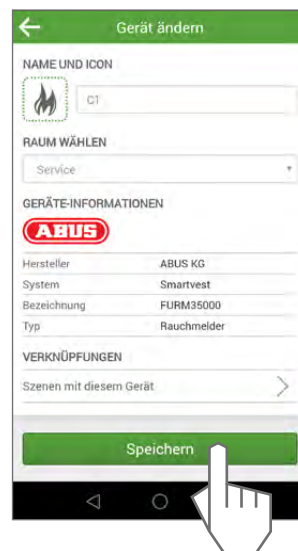 Gerät ändern
NAME UND ICON
C1
RAUM WÄHLEN
Service
GERÄTE-INFORMATIONEN
ABUS
Hersteller ABUS KG
System Smartvest
Bezeichnung FURM35000
Typ Rauchmelder
VERKNÜPFUNGEN
Szenen mit diesem Gerät
Speichern